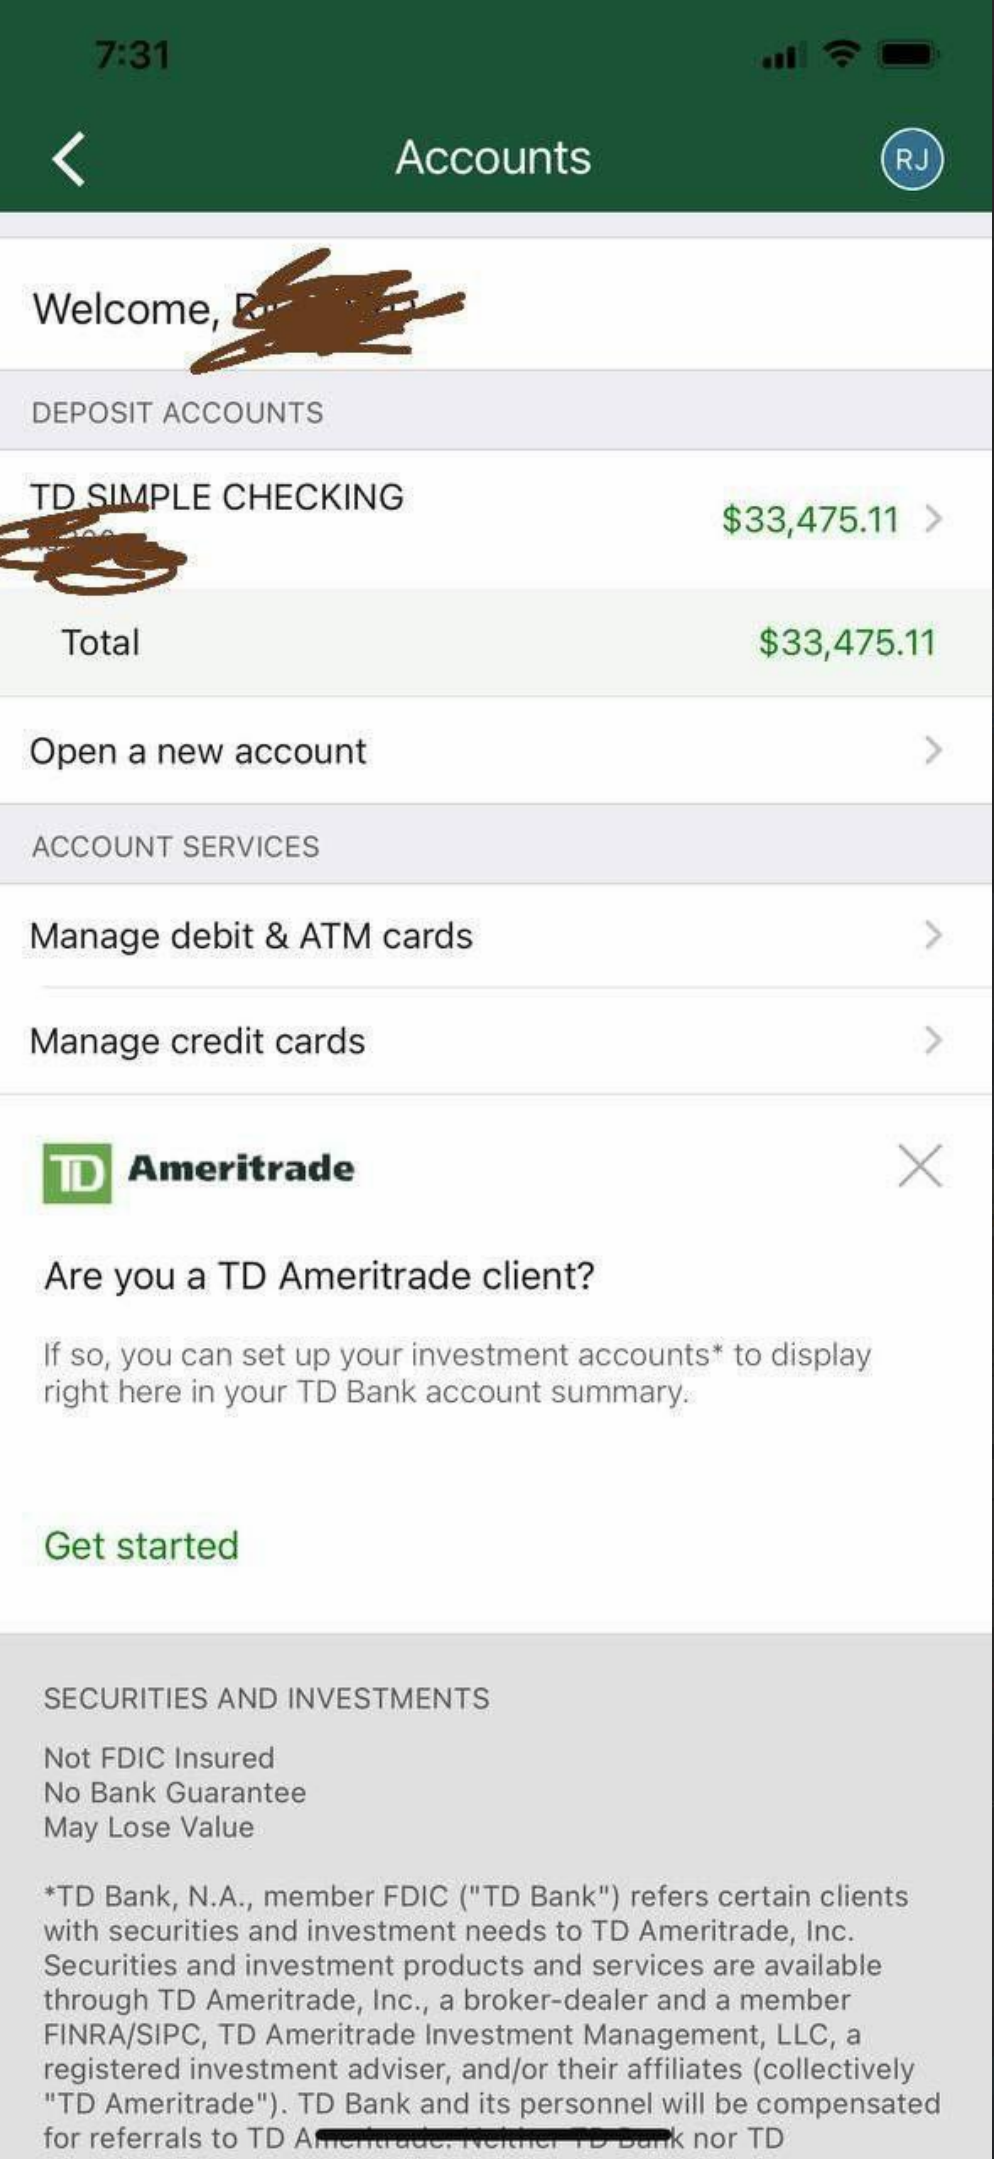 7:31
Accounts
RJ
Welcome,
DEPOSIT ACCOUNTS
TD SIMPLE CHECKING
$33,475.11
Total
$33,475.11
Open a new account
ACCOUNT SERVICES
Manage debit & ATM cards
Manage credit cards
TD Ameritrade
Are you a TD Ameritrade client?
If so, you can set up your investment accounts* to display
right here in your TD Bank account summary.
Get started
SECURITIES AND INVESTMENTS
Not FDIC Insured
No Bank Guarantee
May Lose Value
*TD Bank, N.A., member FDIC ("TD Bank") refers certain clients
with securities and investment needs to TD Ameritrade, Inc.
Securities and investment products and services are available
through TD Ameritrade, Inc., a broker-dealer and a member
FINRA/SIPC, TD Ameritrade Investment Management, LLC, a
registered investment adviser, and/or their affiliates (collectively
"TD Ameritrade"). TD Bank and its personnel will be compensated
for referrals to TD Ameritrade. Neither TD Bank nor TD